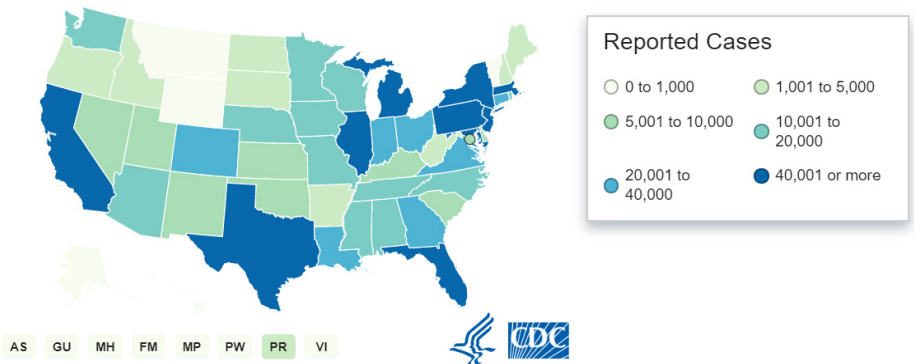 Reported Cases
0 to 1,000
1,001 to 5,000
5,001 to 10,000
10,001 to
20,000
20,001 to
40,000
40,001 or more
AS GU MH FM MP PW PR VI
CDC